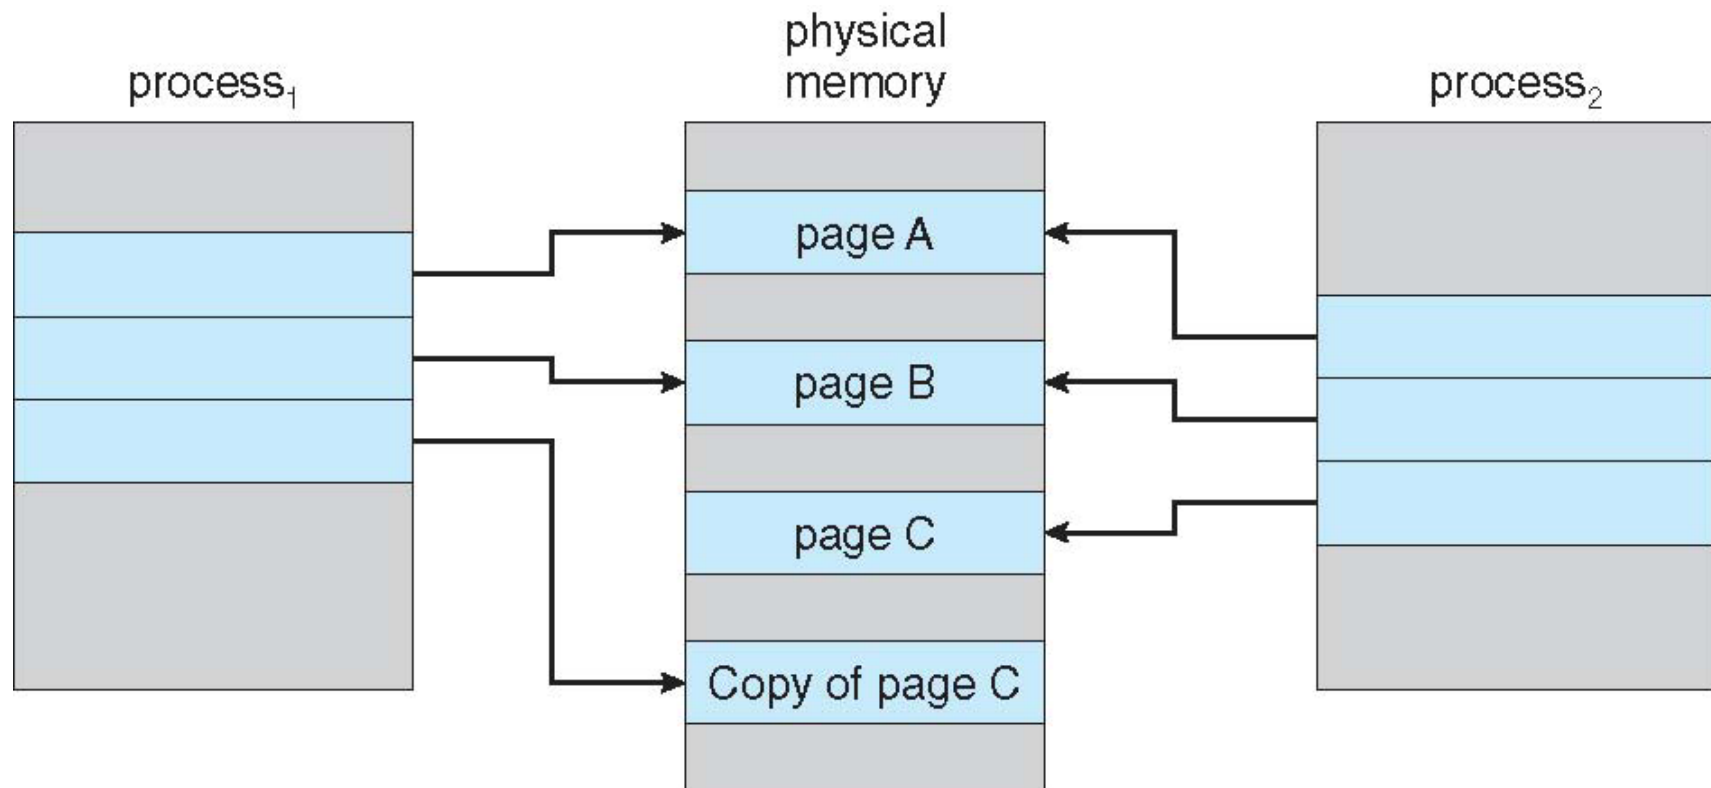 process₁
physical
memory
process₂
page A
page B
page C
Copy of page C